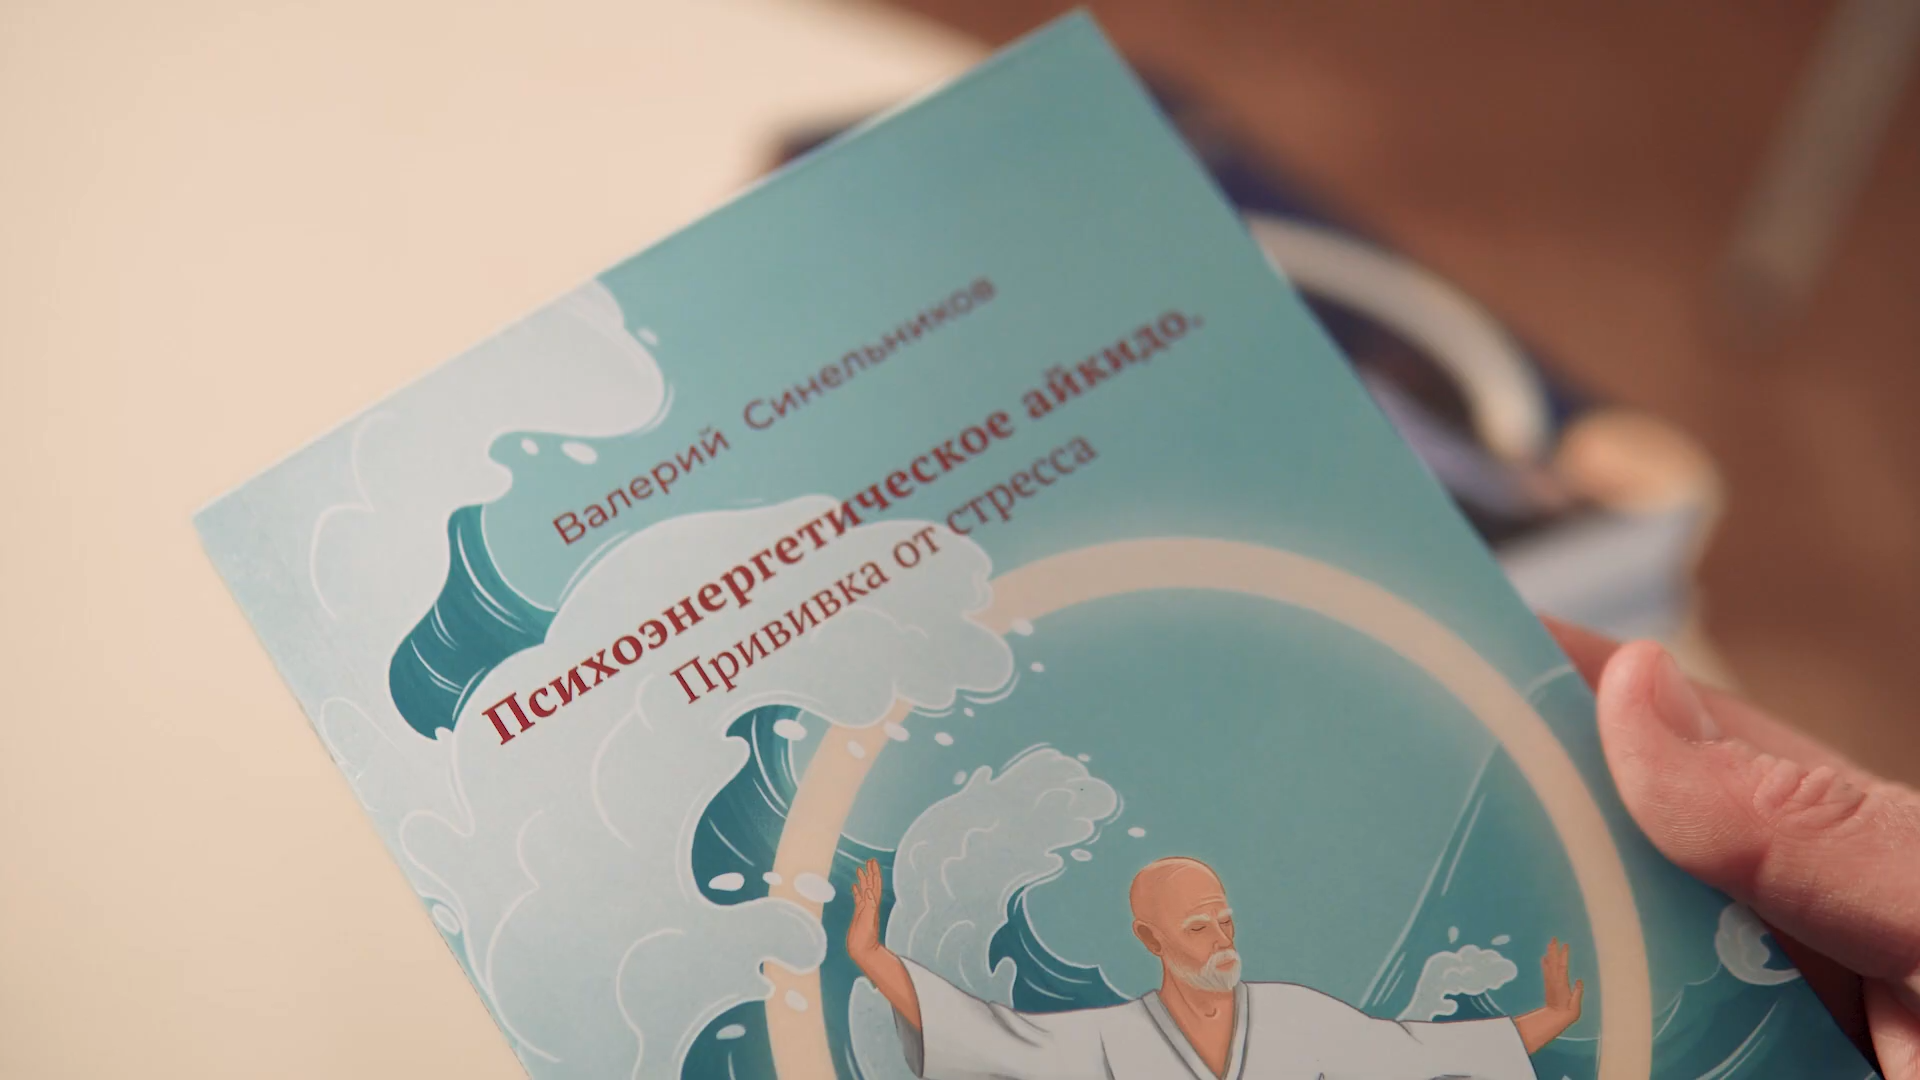 Валерий Синельников
Психоэнергетическое айкидо.
Прививка от стресса